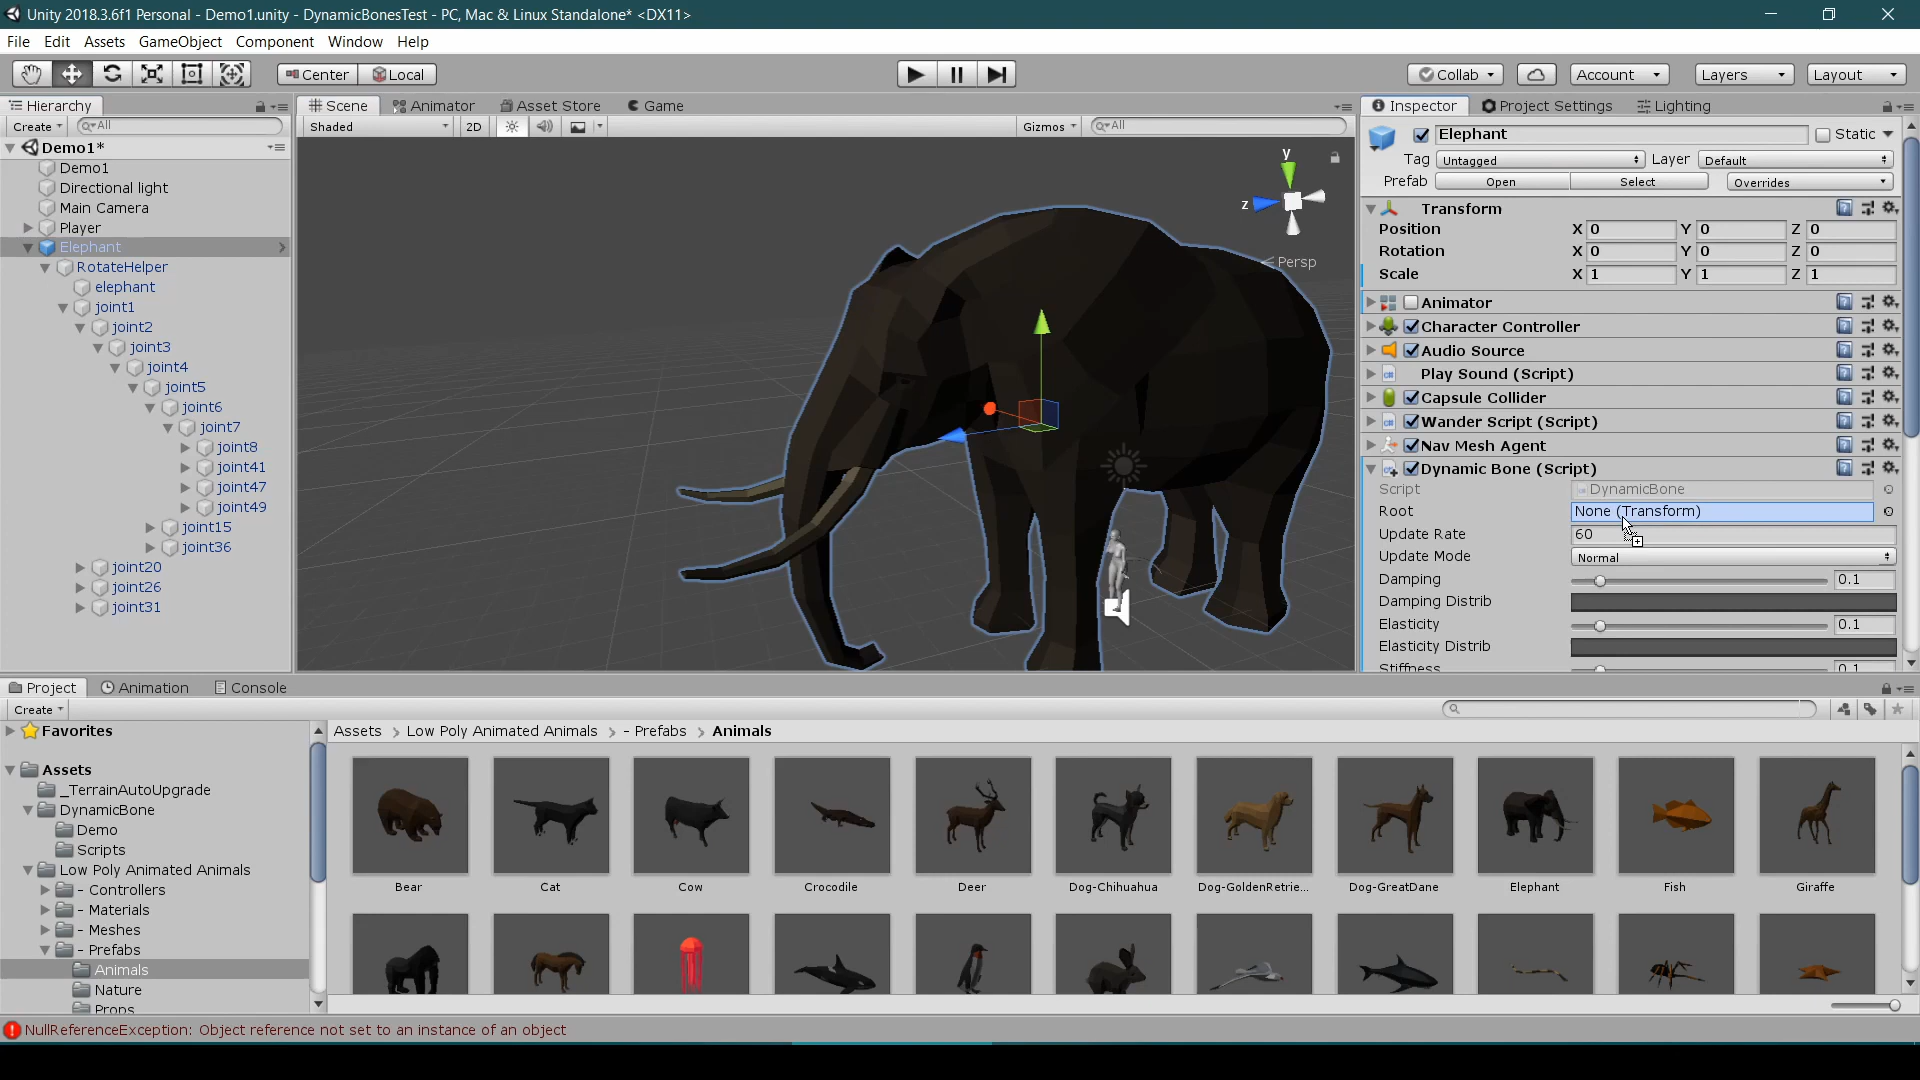 Unity 2018.3.6f1 Personal - Demo1.unity - DynamicBonesTest - PC, Mac & Linux Standalone* <DX11>
File Edit Assets GameObject Component Window Help
Center Local Collab Account Layers Layout
Hierarchy
Create All
Demo1*
Demo1
Directional light
Main Camera
Player
Elephant
RotateHelper
elephant
joint1
joint2
joint3
joint4
joint5
joint6
joint7
joint8
joint41
joint47
joint49
joint15
joint36
joint20
joint26
joint31
Scene Animator Asset Store Game
Shaded 2D Gizmos All
y
z
Persp
Inspector Project Settings Lighting
Elephant Static
Tag Untagged Layer Default
Prefab Open Select Overrides
Transform
Position X 0 Y 0 Z 0
Rotation X 0 Y 0 Z 0
Scale X 1 Y 1 Z 1
Animator
Character Controller
Audio Source
Play Sound (Script)
Capsule Collider
Wander Script (Script)
Nav Mesh Agent
Dynamic Bone (Script)
Script DynamicBone
Root None (Transform)
Update Rate 60
Update Mode Normal
Damping 0.1
Damping Distrib
Elasticity 0.1
Elasticity Distrib
Stiffness 0.1
Project Animation Console
Create
Favorites
Assets
_TerrainAutoUpgrade
DynamicBone
Demo
Scripts
Low Poly Animated Animals
- Controllers
- Materials
- Meshes
- Prefabs
Animals
Nature
Props
Assets > Low Poly Animated Animals > - Prefabs > Animals
Bear Cat Cow Crocodile Deer Dog-Chihuahua Dog-GoldenRetrie... Dog-GreatDane Elephant Fish Giraffe
NullReferenceException: Object reference not set to an instance of an object